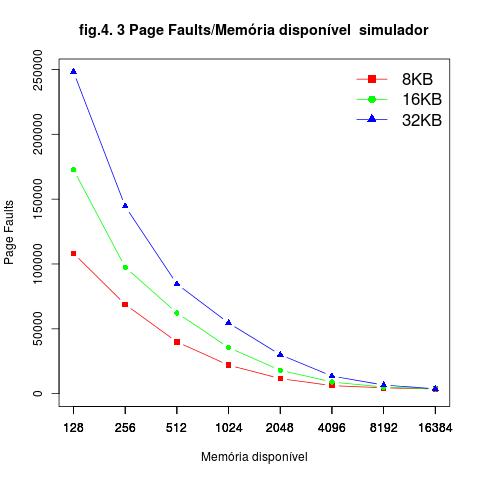 fig.4. 3 Page Faults/Memória disponível  simulador
8KB
16KB
32KB
Page Faults
250000
200000
150000
100000
50000
0
128 256 512 1024 2048 4096 8192 16384
Memória disponível